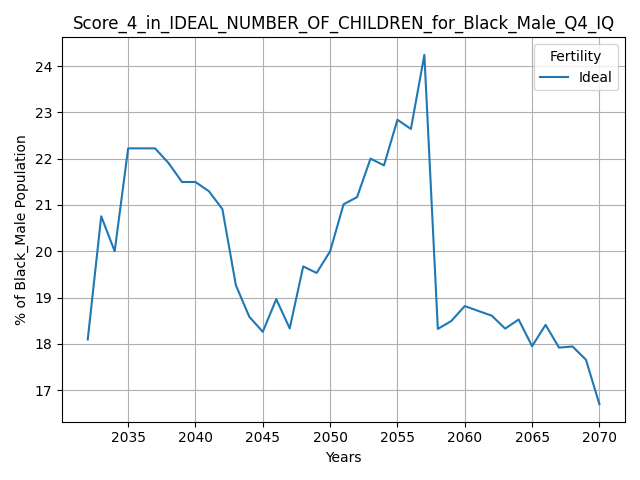 Score_4_in_IDEAL_NUMBER_OF_CHILDREN_for_Black_Male_Q4_IQ
Fertility
Ideal
% of Black_Male Population
24
23
22
21
20
19
18
17
2035 2040 2045 2050 2055 2060 2065 2070
Years